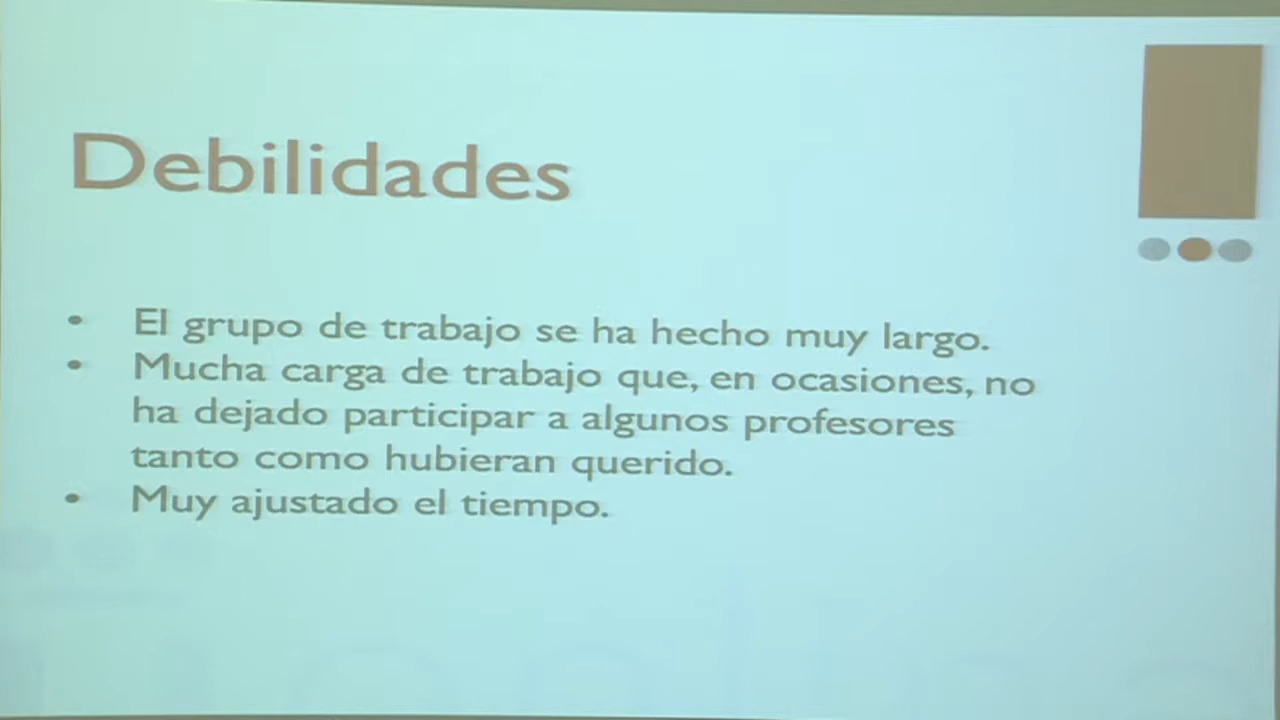 Debilidades
• El grupo de trabajo se ha hecho muy largo.
• Mucha carga de trabajo que, en ocasiones, no
ha dejado participar a algunos profesores
tanto como hubieran querido.
• Muy ajustado el tiempo.